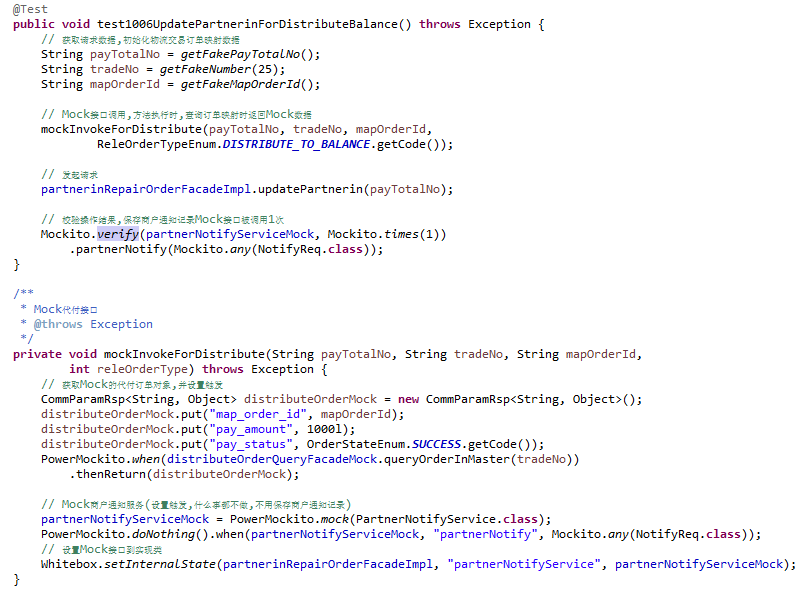 @Test
public void test1006UpdatePartnerinForDistributeBalance() throws Exception {
// 获取请求数据,初始化物流交易订单映射数据
String payTotalNo = getFakePayTotalNo();
String tradeNo = getFakeNumber(25);
String mapOrderId = getFakeMapOrderId();
// Mock接口调用,方法执行时,查询订单映射时返回Mock数据
mockInvokeForDistribute(payTotalNo, tradeNo, mapOrderId,
ReleOrderTypeEnum.DISTRIBUTE_TO_BALANCE.getCode());
// 发起请求
partnerinRepairOrderFacadeImpl.updatePartnerin(payTotalNo);
// 校验操作结果,保存商户通知记录Mock接口被调用1次
Mockito.verify(partnerNotifyServiceMock, Mockito.times(1))
.partnerNotify(Mockito.any(NotifyReq.class));
}
/**
* Mock代付接口
* @throws Exception
*/
private void mockInvokeForDistribute(String payTotalNo, String tradeNo, String mapOrderId,
int releOrderType) throws Exception {
// 获取Mock的代付订单对象,并设置触发
CommParamRsp<String, Object> distributeOrderMock = new CommParamRsp<String, Object>();
distributeOrderMock.put("map_order_id", mapOrderId);
distributeOrderMock.put("pay_amount", 1000l);
distributeOrderMock.put("pay_status", OrderStateEnum.SUCCESS.getCode());
PowerMockito.when(distributeOrderQueryFacadeMock.queryOrderInMaster(tradeNo))
.thenReturn(distributeOrderMock);
// Mock商户通知服务(设置触发,什么事都不做,不用保存商户通知记录)
partnerNotifyServiceMock = PowerMockito.mock(PartnerNotifyService.class);
PowerMockito.doNothing().when(partnerNotifyServiceMock, "partnerNotify", Mockito.any(NotifyReq.class));
// 设置Mock接口到实现类
Whitebox.setInternalState(partnerinRepairOrderFacadeImpl, "partnerNotifyService", partnerNotifyServiceMock);
}